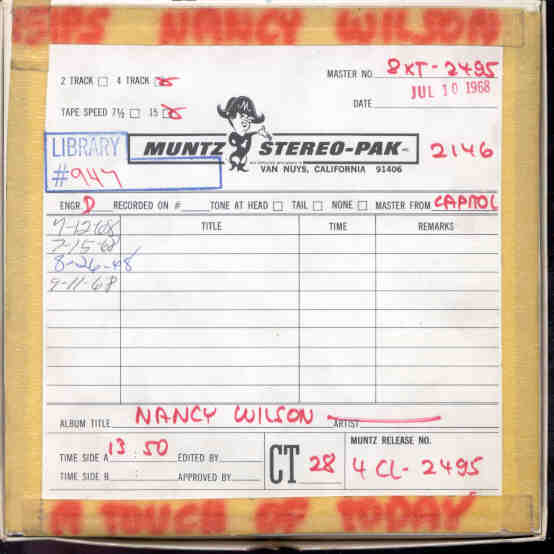 NANCY WILSON
2 TRACK □ 4 TRACK ☒
MASTER NO. 8XT-2495
JUL 10 1968
TAPE SPEED 7½ □ 15 ☒
DATE
LIBRARY
#947
MUNTZ STEREO-PAK INC.
2146
VAN NUYS, CALIFORNIA 91406
ENGR. D RECORDED ON # TONE AT HEAD □ TAIL □ NONE □ MASTER FROM CAPITOL
TITLE TIME REMARKS
7-12-68
7-15-68
8-26-68
9-11-68
ALBUM TITLE NANCY WILSON ARTIST
TIME SIDE A 13:50 EDITED BY
CT 28
MUNTZ RELEASE NO.
4CL-2495
TIME SIDE B : APPROVED BY
A TOUCH OF TODAY